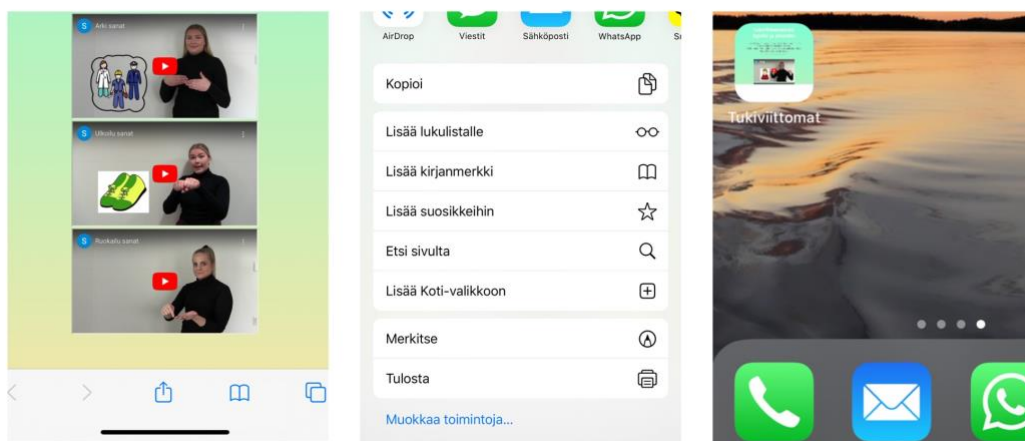 Arki sanat
Ulkoilu sanat
Ruokailu sanat
AirDrop
Viestit
Sähköposti
WhatsApp
Kopioi
Lisää lukulistalle
Lisää kirjanmerkki
Lisää suosikkeihin
Etsi sivulta
Lisää Koti-valikkoon
Merkitse
Tulosta
Muokkaa toimintoja...
Tukiviittomat